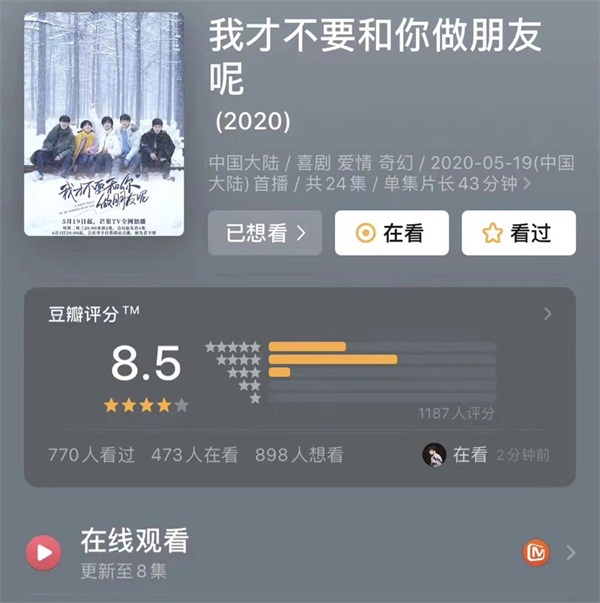 我才不要和你做朋友
呢
(2020)
中国大陆 / 喜剧 爱情 奇幻 / 2020-05-19(中国
大陆) 首播 / 共24集 / 单集片长43分钟
我才不要和你
做朋友呢
5月19日起，芒果TV全网独播
已想看
在看
看过
豆瓣评分™
8.5
1187人评分
770人看过 473人在看 898人想看
在看 2分钟前
在线观看
更新至8集